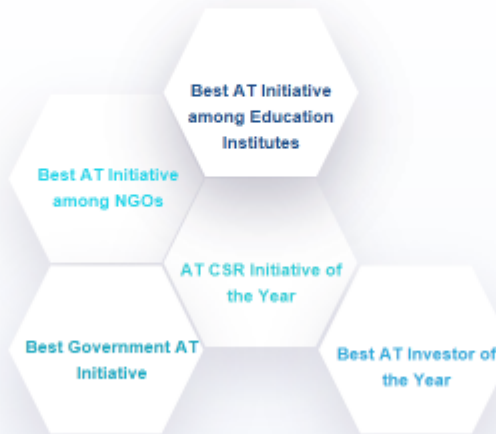 Best AT Initiative
among Education
Institutes
Best AT Initiative
among NGOs
AT CSR Initiative of
the Year
Best Government AT
Initiative
Best AT Investor of
the Year